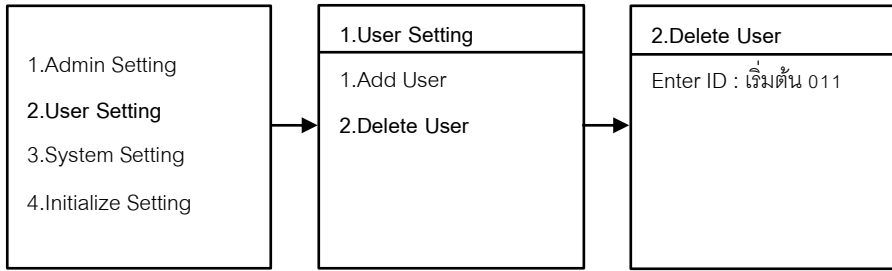 1.Admin Setting
2.User Setting
3.System Setting
4.Initialize Setting
1.User Setting
1.Add User
2.Delete User
2.Delete User
Enter ID : เริ่มต้น 011